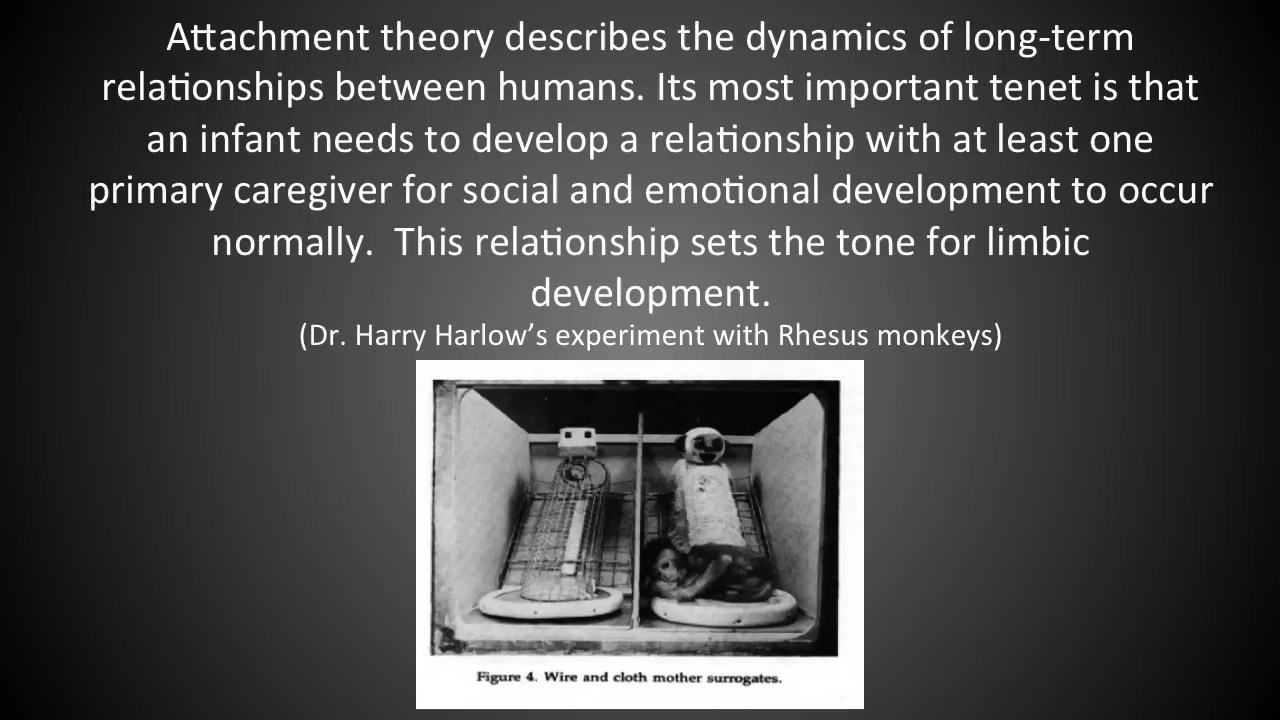 Attachment theory describes the dynamics of long-term
relationships between humans. Its most important tenet is that
an infant needs to develop a relationship with at least one
primary caregiver for social and emotional development to occur
normally.  This relationship sets the tone for limbic
development.
(Dr. Harry Harlow’s experiment with Rhesus monkeys)
Figure 4. Wire and cloth mother surrogates.